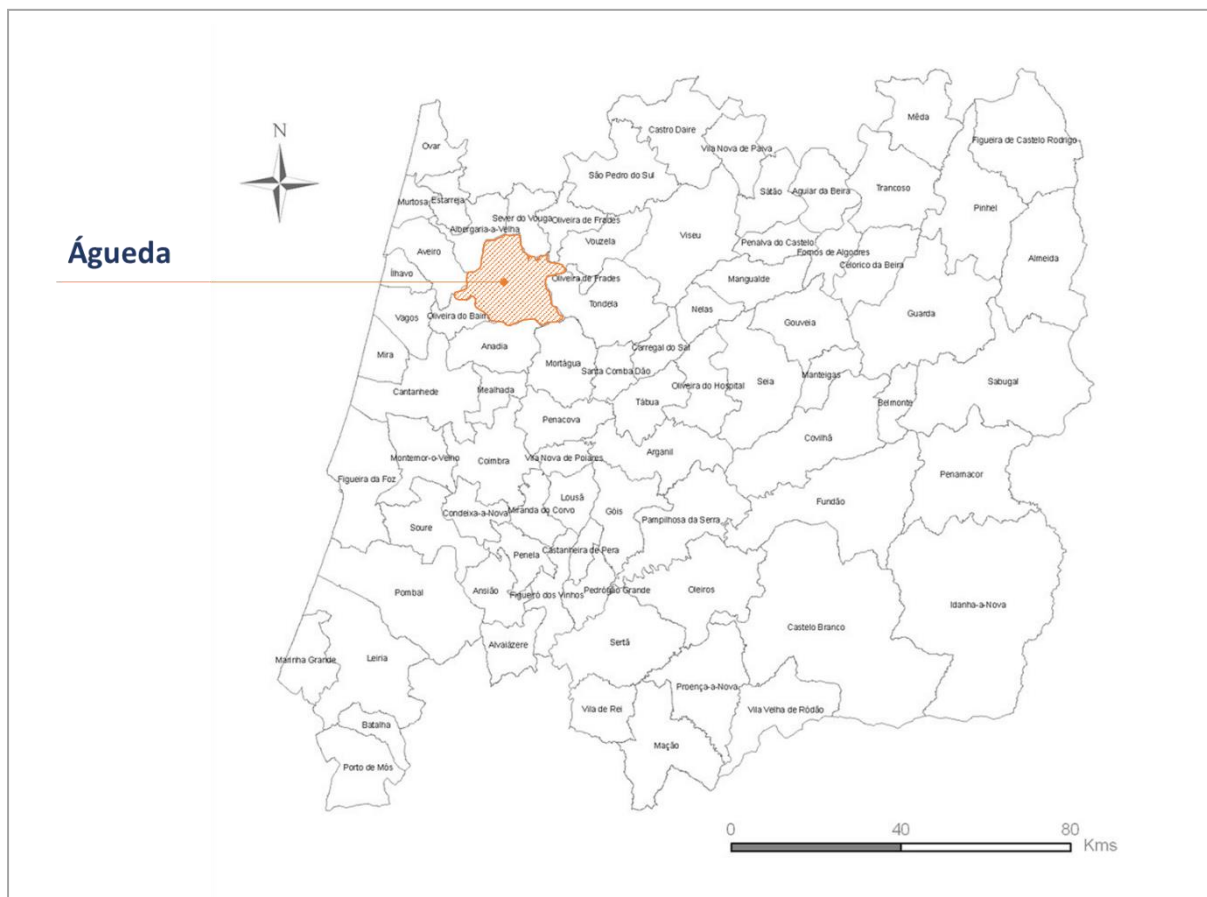 N
Águeda
Ovar
Murtosa
Estarreja
Albergaria-a-Velha
Sever do Vouga
Oliveira de Frades
Aveiro
Ílhavo
Vagos
Oliveira do Bairr
Mira
Anadia
Cantanhede
Mealhada
Mortágua
Castro Daire
Vila Nova de Paiva
São Pedro do Sul
Vouzela
Viseu
Sátão
Aguiar da Beira
Penalva do Castelo
Fornos de Algodres
Celorico da Beira
Mangualde
Oliveira de Frades
Tondela
Nelas
Carregal do Sal
Santa Comba Dão
Mêda
Figueira de Castelo Rodrigo
Trancoso
Pinhel
Almeida
Guarda
Gouveia
Seia
Manteigas
Belmonte
Sabugal
Oliveira do Hospital
Tábua
Covilhã
Penacova
Arganil
Vila Nova de Poiares
Coimbra
Montemor-o-Velho
Figueira da Foz
Lousã
Miranda do Corvo
Condeixa-a-Nova
Soure
Góis
Pampilhosa da Serra
Fundão
Penamacor
Penela
Castanheira de Pera
Pombal
Ansião
Figueiró dos Vinhos
Pedrógão Grande
Oleiros
Idanha-a-Nova
Castelo Branco
Alvaiázere
Sertã
Marinha Grande
Leiria
Batalha
Porto de Mós
Vila de Rei
Proença-a-Nova
Vila Velha de Ródão
Mação
0 40 80
Kms